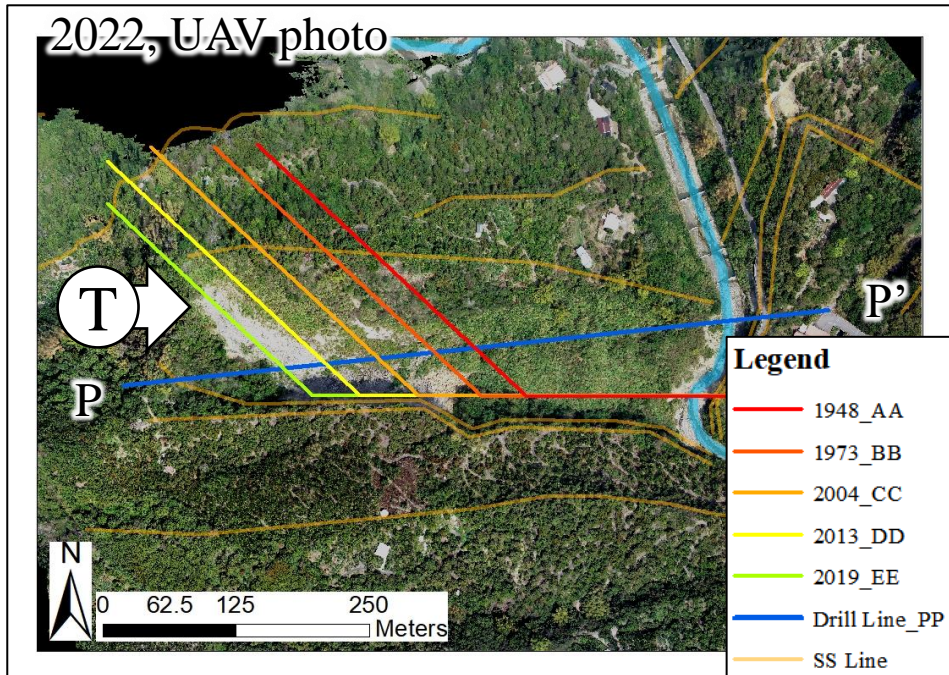 2022, UAV photo
T
P
P'
Legend
1948_AA
1973_BB
2004_CC
2013_DD
2019_EE
Drill Line_PP
SS Line
N
0 62.5 125 250
Meters